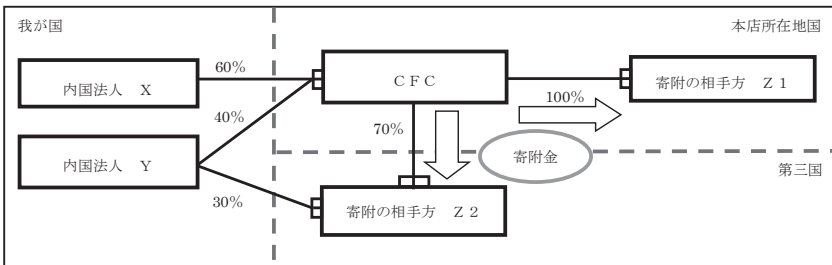 我が国
本店所在地国
内国法人 X
60%
CFC
100%
寄附の相手方 Z1
40%
70%
内国法人 Y
寄附金
第三国
30%
寄附の相手方 Z2